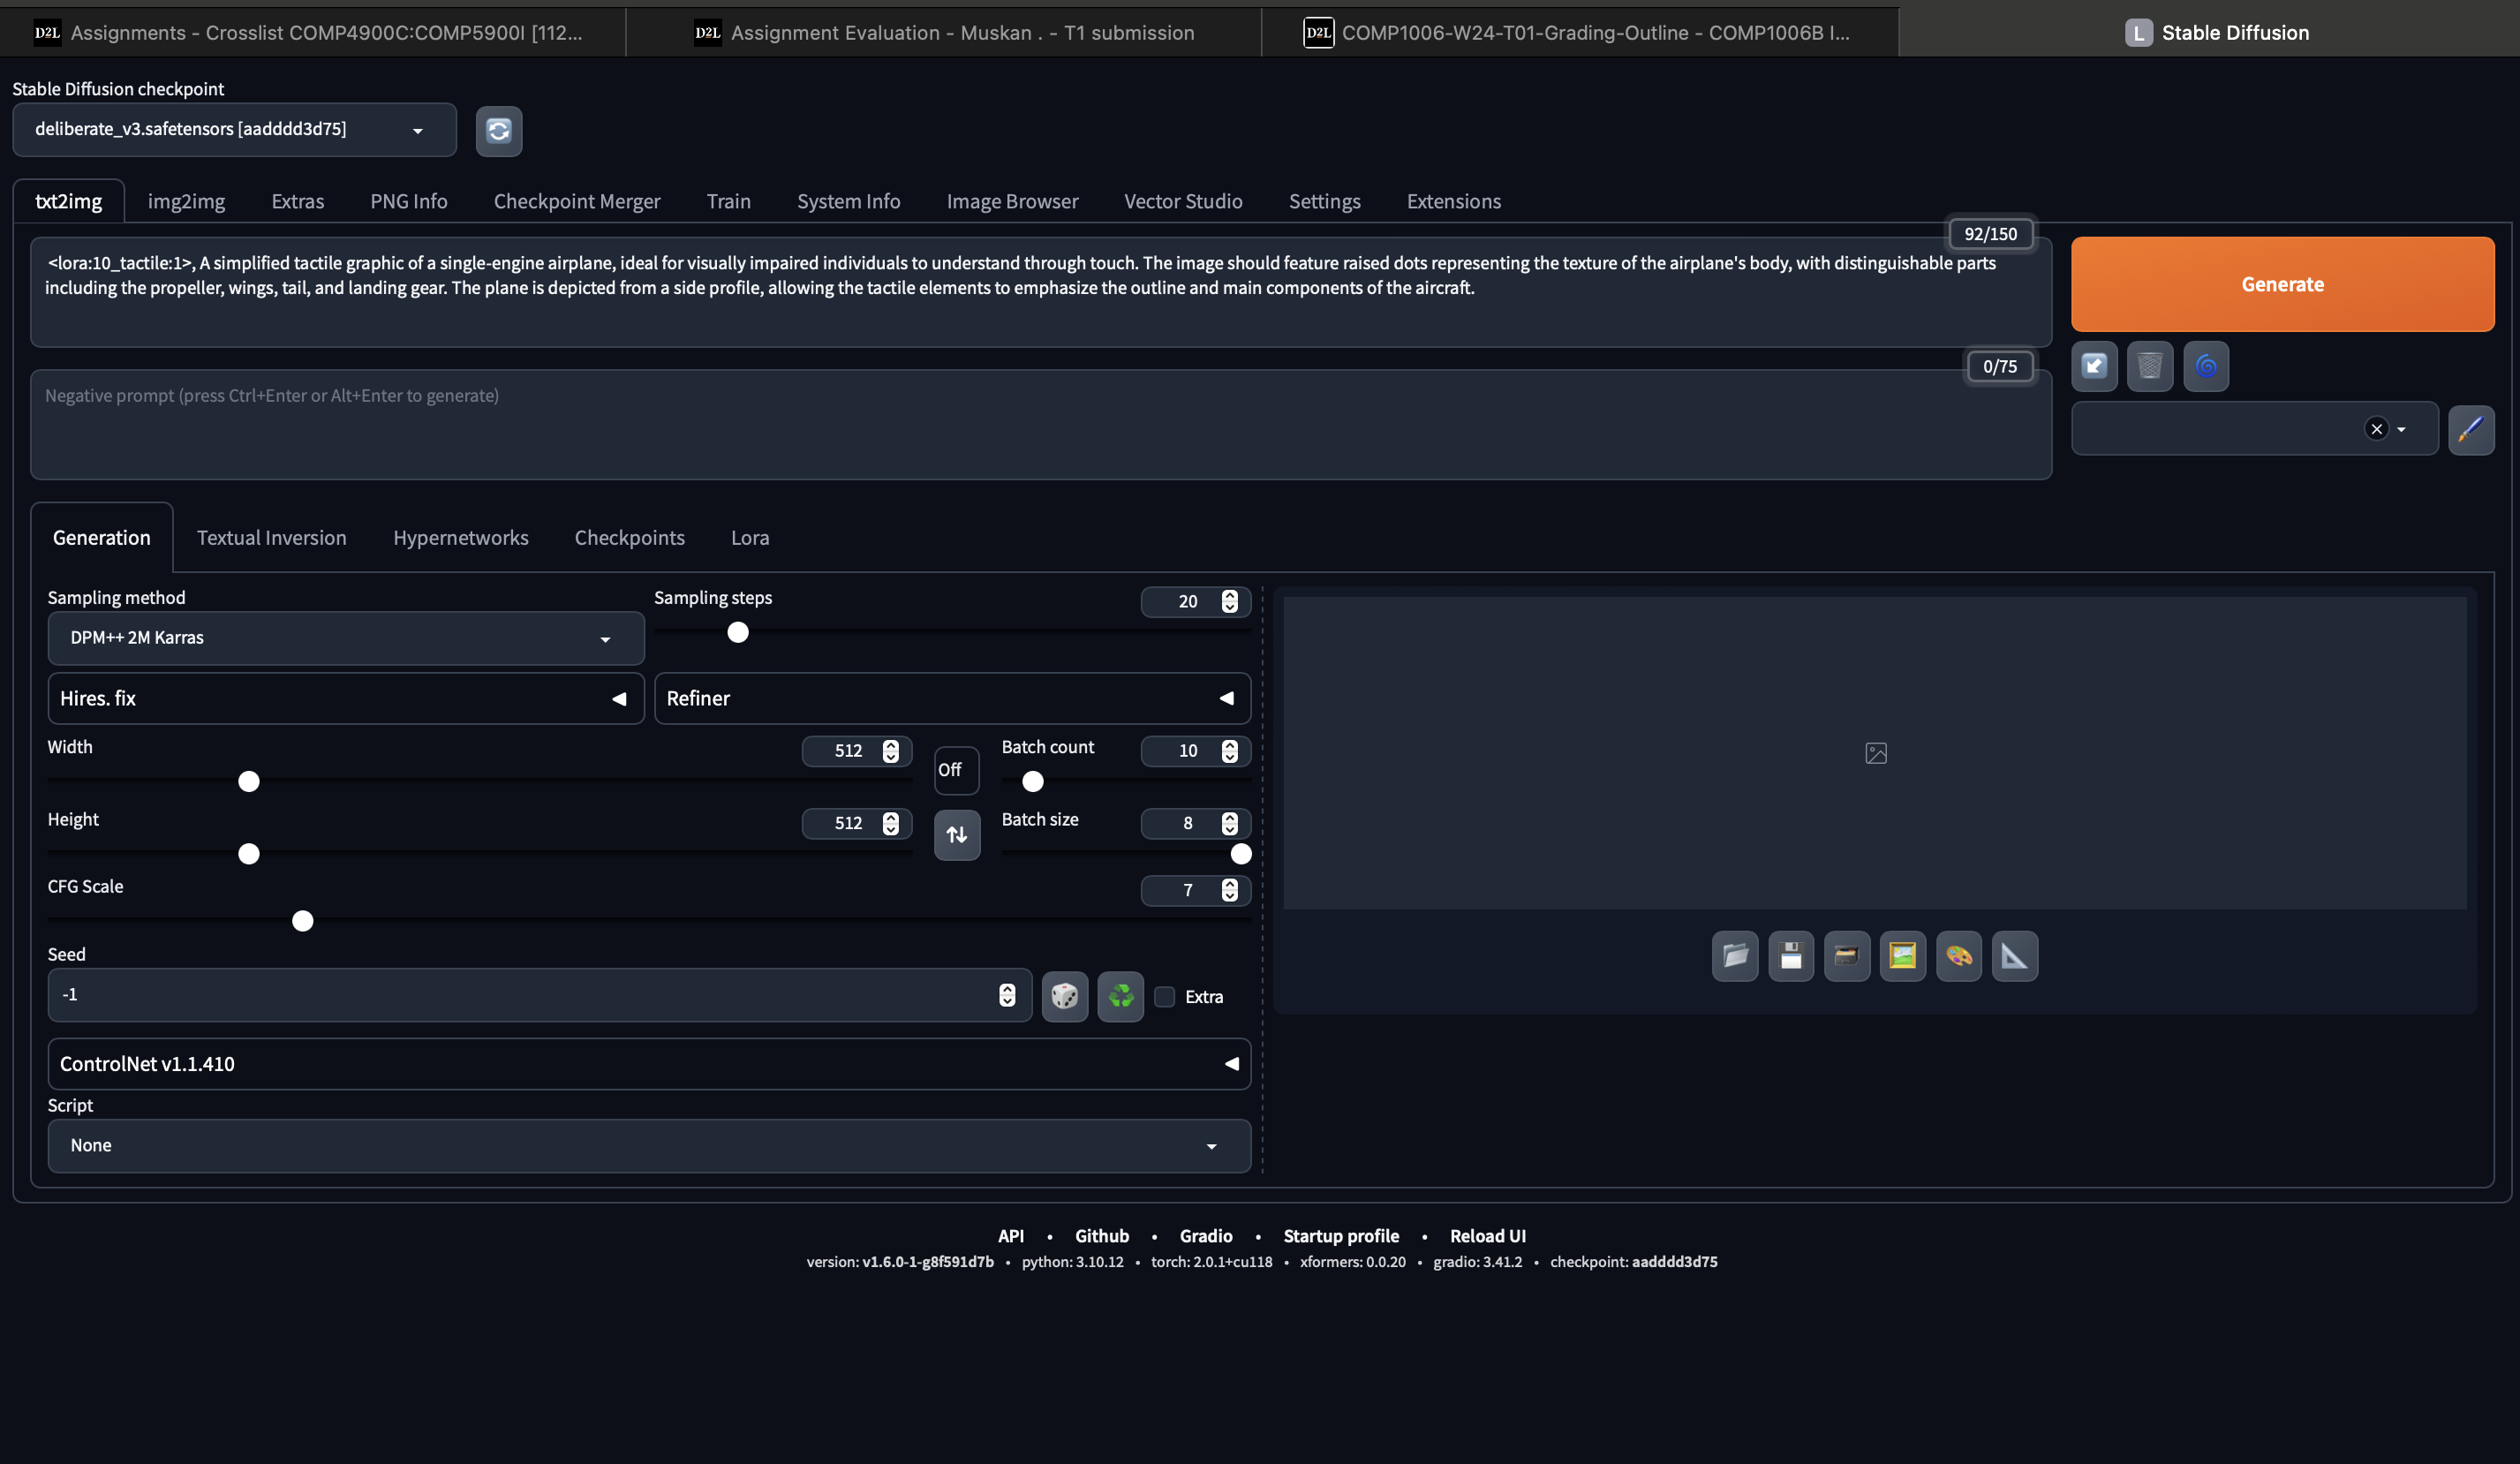 D2L Assignments - Crosslist COMP4900C:COMP5900I [112...
D2L Assignment Evaluation - Muskan . - T1 submission
D2L COMP1006-W24-T01-Grading-Outline - COMP1006B I...
L Stable Diffusion
Stable Diffusion checkpoint
deliberate_v3.safetensors [aadddd3d75]
txt2img img2img Extras PNG Info Checkpoint Merger Train System Info Image Browser Vector Studio Settings Extensions
92/150
<lora:10_tactile:1>, A simplified tactile graphic of a single-engine airplane, ideal for visually impaired individuals to understand through touch. The image should feature raised dots representing the texture of the airplane's body, with distinguishable parts
including the propeller, wings, tail, and landing gear. The plane is depicted from a side profile, allowing the tactile elements to emphasize the outline and main components of the aircraft.
Generate
0/75
Negative prompt (press Ctrl+Enter or Alt+Enter to generate)
Generation Textual Inversion Hypernetworks Checkpoints Lora
Sampling method
DPM++ 2M Karras
Sampling steps
20
Hires. fix
Refiner
Width
512
Off
Batch count
10
Height
512
Batch size
8
CFG Scale
7
Seed
-1
Extra
ControlNet v1.1.410
Script
None
API • Github • Gradio • Startup profile • Reload UI
version: v1.6.0-1-g8f591d7b • python: 3.10.12 • torch: 2.0.1+cu118 • xformers: 0.0.20 • gradio: 3.41.2 • checkpoint: aadddd3d75